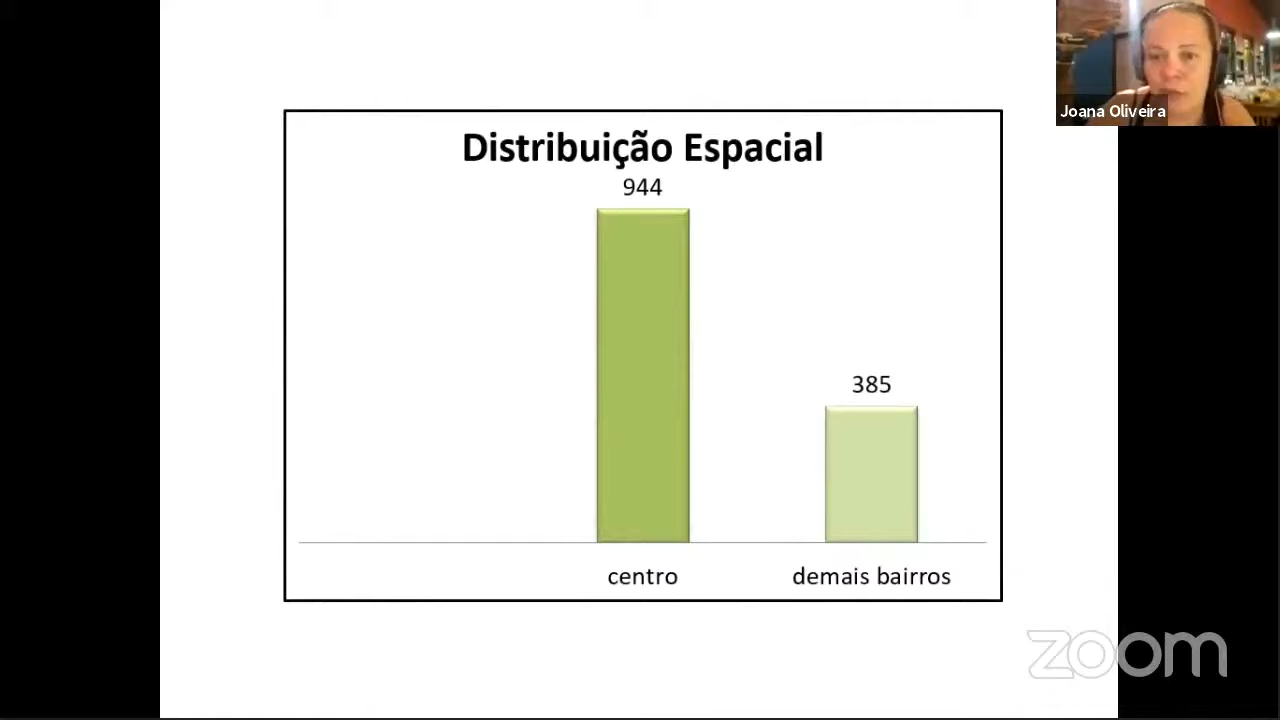 Joana Oliveira
Distribuição Espacial
944
385
centro
demais bairros
zoom